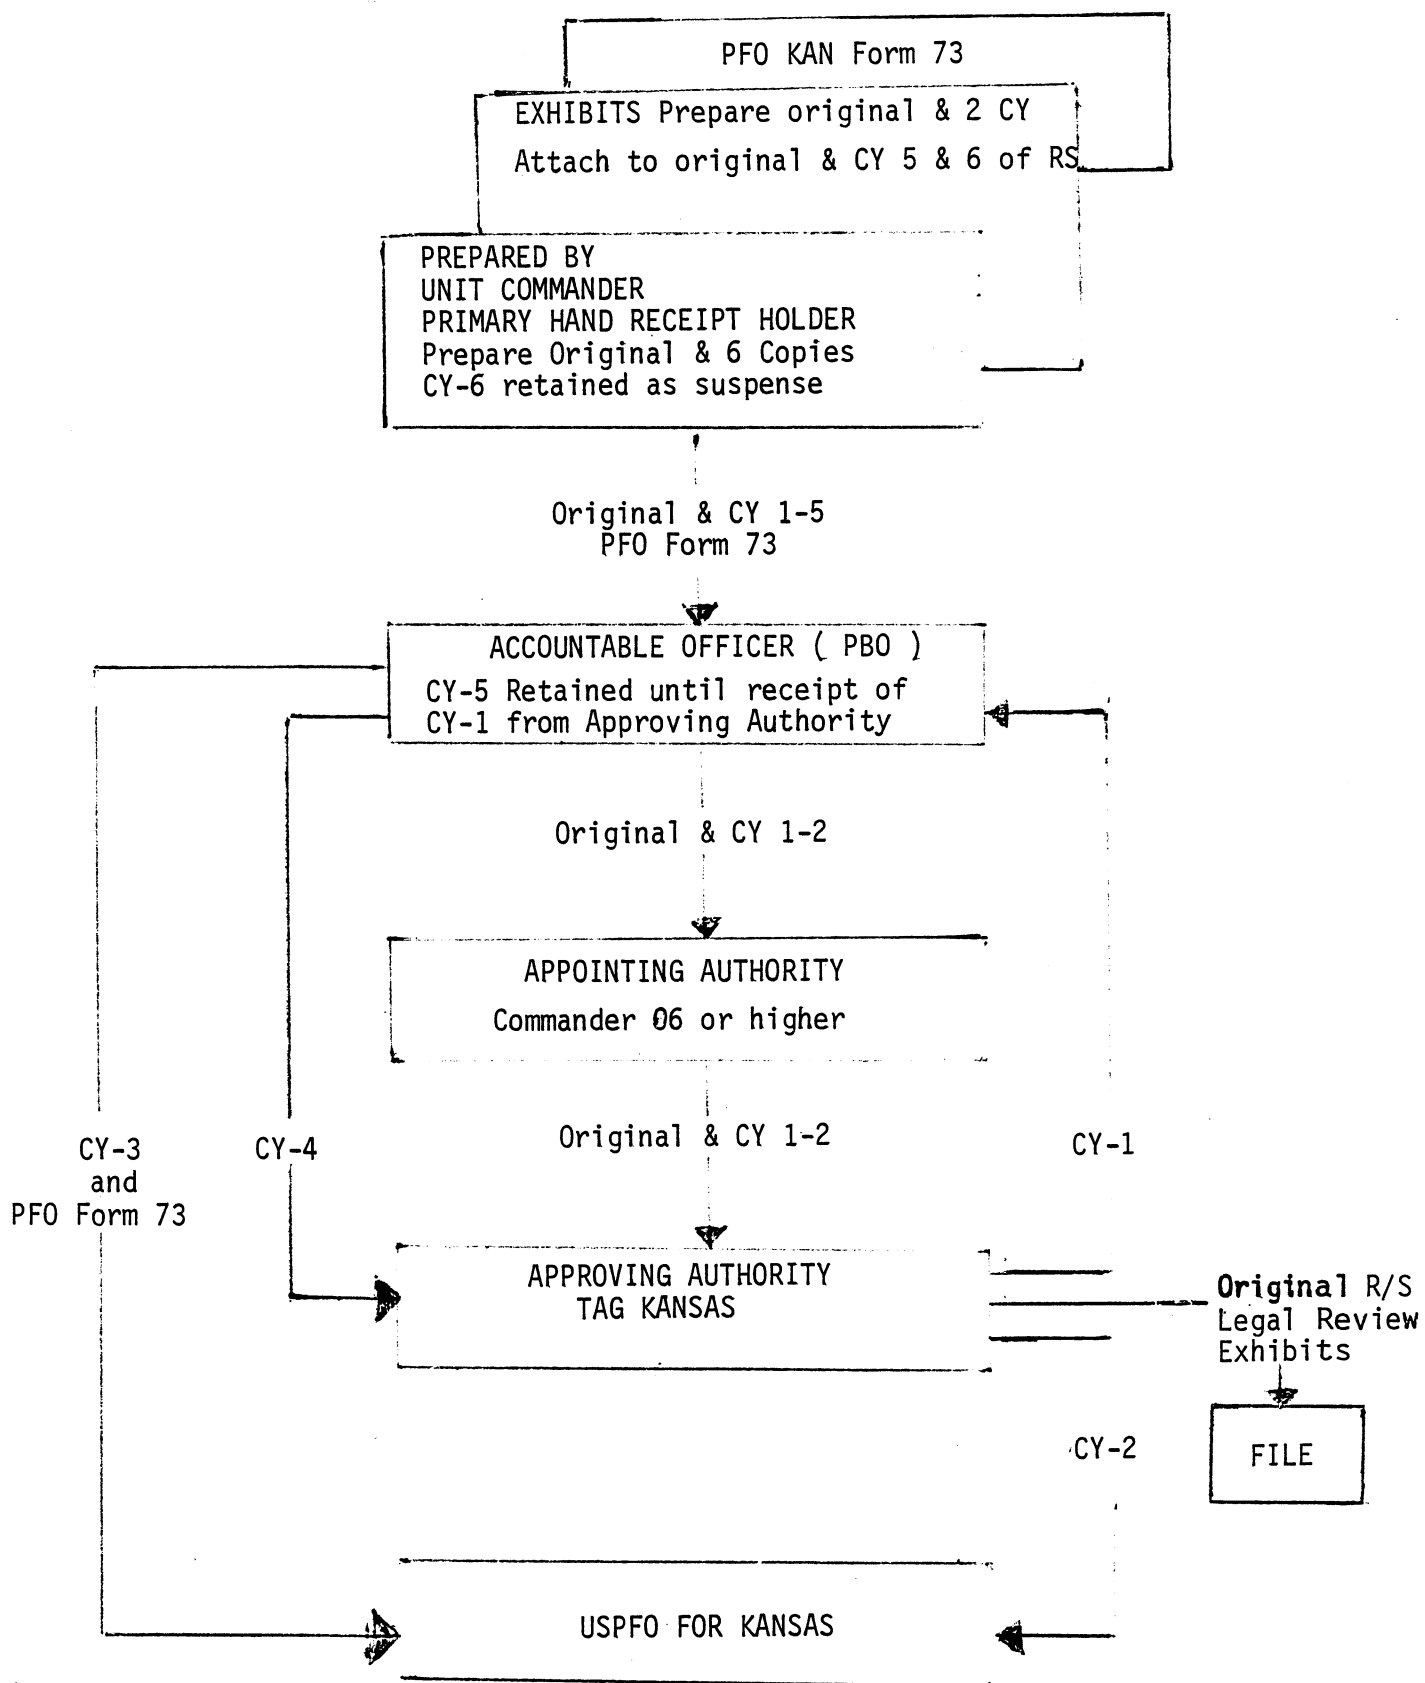 PFO KAN Form 73
EXHIBITS Prepare original & 2 CY
Attach to original & CY 5 & 6 of RS
PREPARED BY
UNIT COMMANDER
PRIMARY HAND RECEIPT HOLDER
Prepare Original & 6 Copies
CY-6 retained as suspense
Original & CY 1-5
PFO Form 73
ACCOUNTABLE OFFICER ( PBO )
CY-5 Retained until receipt of
CY-1 from Approving Authority
Original & CY 1-2
APPOINTING AUTHORITY
Commander 06 or higher
Original & CY 1-2
CY-3
and
PFO Form 73
CY-4
CY-1
APPROVING AUTHORITY
TAG KANSAS
Original R/S
Legal Review
Exhibits
FILE
CY-2
USPFO FOR KANSAS